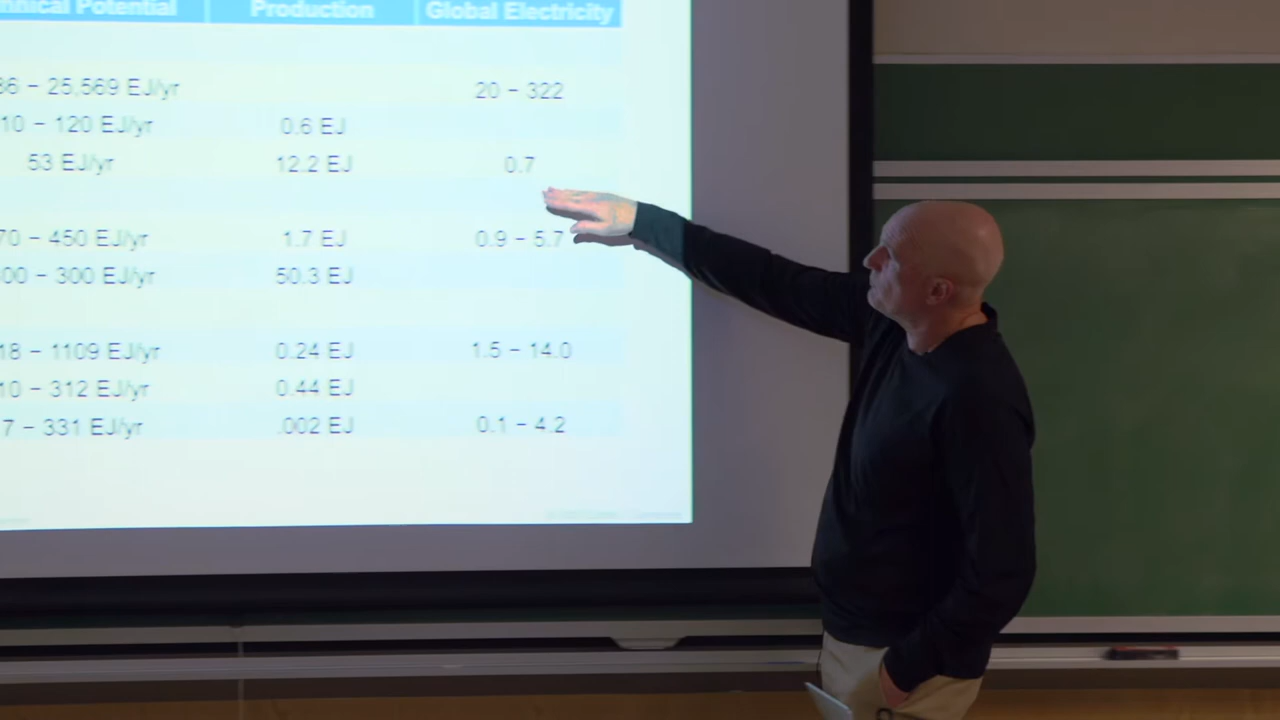 hnical Potential Production Global Electricity
36 – 25,569 EJ/yr 20 – 322
10 – 120 EJ/yr 0.6 EJ
53 EJ/yr 12.2 EJ 0.7
70 – 450 EJ/yr 1.7 EJ 0.9 – 5.7
00 – 300 EJ/yr 50.3 EJ
18 – 1109 EJ/yr 0.24 EJ 1.5 – 14.0
10 – 312 EJ/yr 0.44 EJ
7 – 331 EJ/yr .002 EJ 0.1 – 4.2